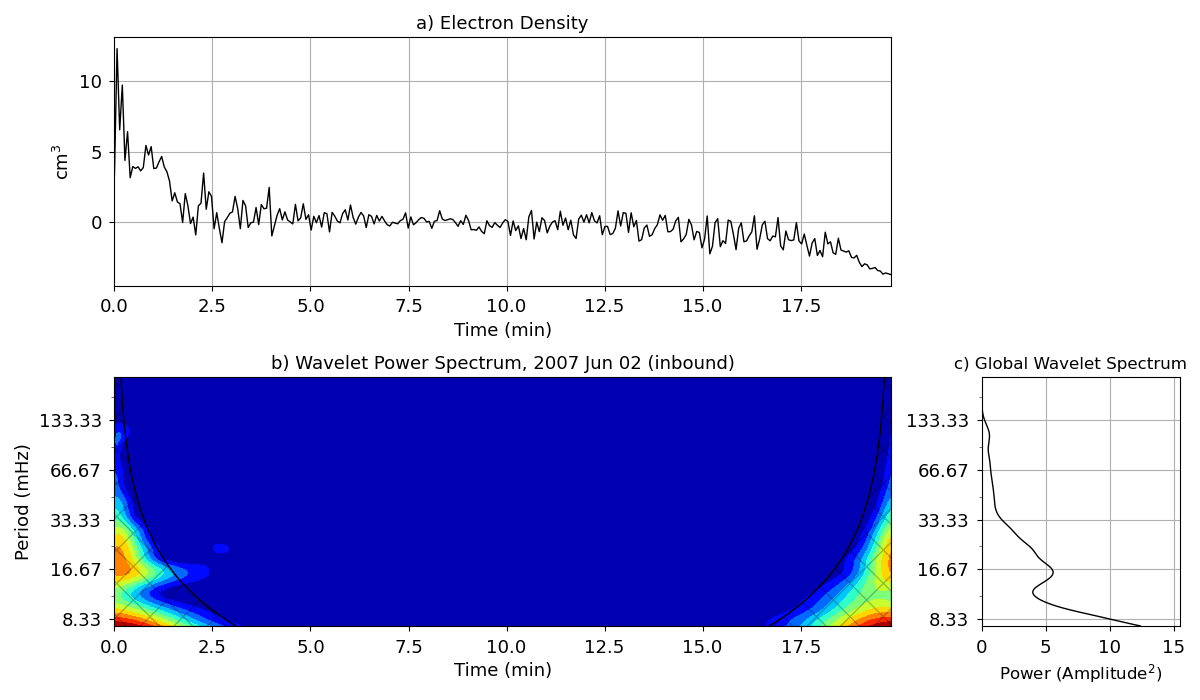 a) Electron Density
cm³
10
5
0
0.0 2.5 5.0 7.5 10.0 12.5 15.0 17.5
Time (min)
b) Wavelet Power Spectrum, 2007 Jun 02 (inbound)
Period (mHz)
133.33
66.67
33.33
16.67
8.33
0.0 2.5 5.0 7.5 10.0 12.5 15.0 17.5
Time (min)
c) Global Wavelet Spectrum
133.33
66.67
33.33
16.67
8.33
0 5 10 15
Power (Amplitude²)